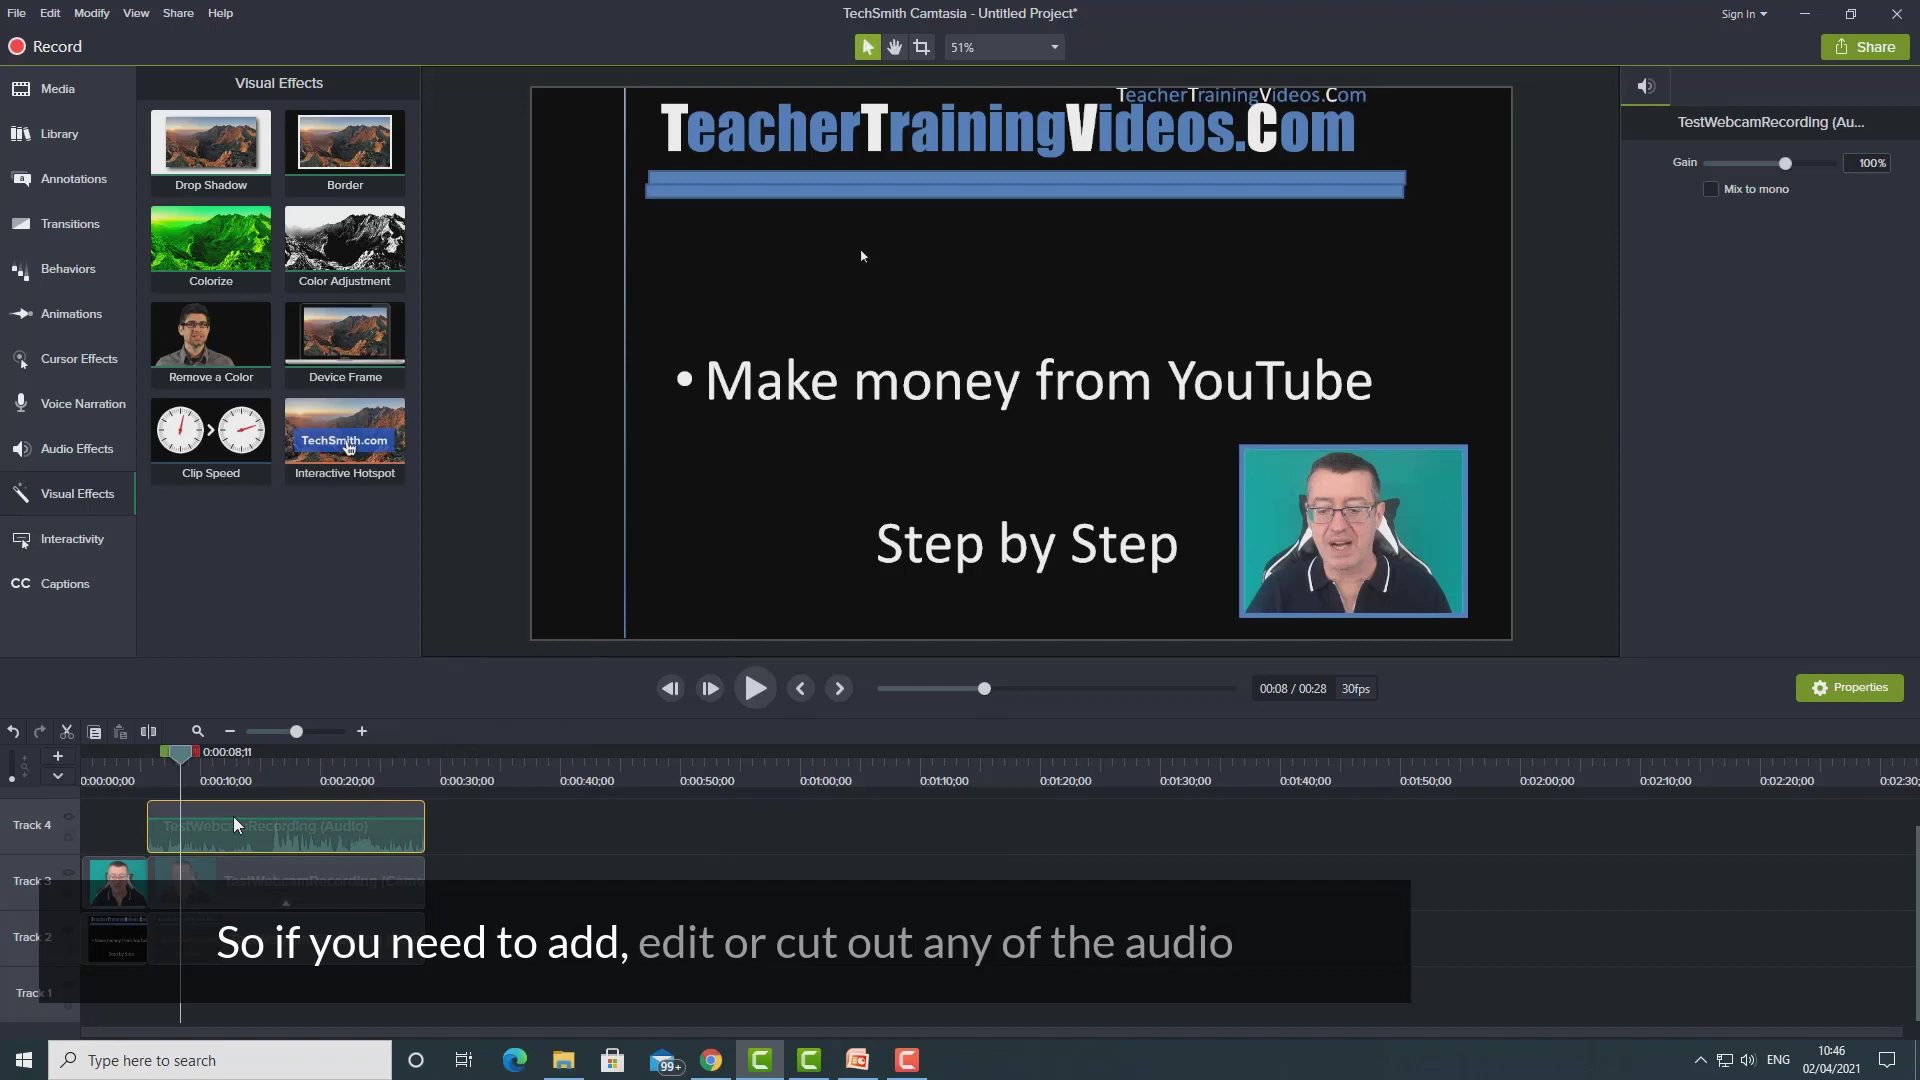 File Edit Modify View Share Help
TechSmith Camtasia - Untitled Project*
Sign In
Record
51%
Share
Media
Library
Annotations
Transitions
Behaviors
Animations
Cursor Effects
Voice Narration
Audio Effects
Visual Effects
Interactivity
CC Captions
Visual Effects
Drop Shadow
Border
Colorize
Color Adjustment
Remove a Color
Device Frame
TechSmith.com
Clip Speed
Interactive Hotspot
TeacherTrainingVideos.Com
TeacherTrainingVideos.Com
• Make money from YouTube
Step by Step
TestWebcamRecording (Au...
Gain 100%
Mix to mono
00:08 / 00:28 30fps
Properties
0:00:08;11
0:00:00;00 0:00:10;00 0:00:20;00 0:00:30;00 0:00:40;00 0:00:50;00 0:01:00;00 0:01:10;00 0:01:20;00 0:01:30;00 0:01:40;00 0:01:50;00 0:02:00;00 0:02:10;00 0:02:20;00 0:02:30;
Track 4
TestWebcamRecording (Audio)
Track 3
TestWebcamRecording (Came
Track 2
Track 1
So if you need to add, edit or cut out any of the audio
Type here to search
99+
ENG
10:46
02/04/2021